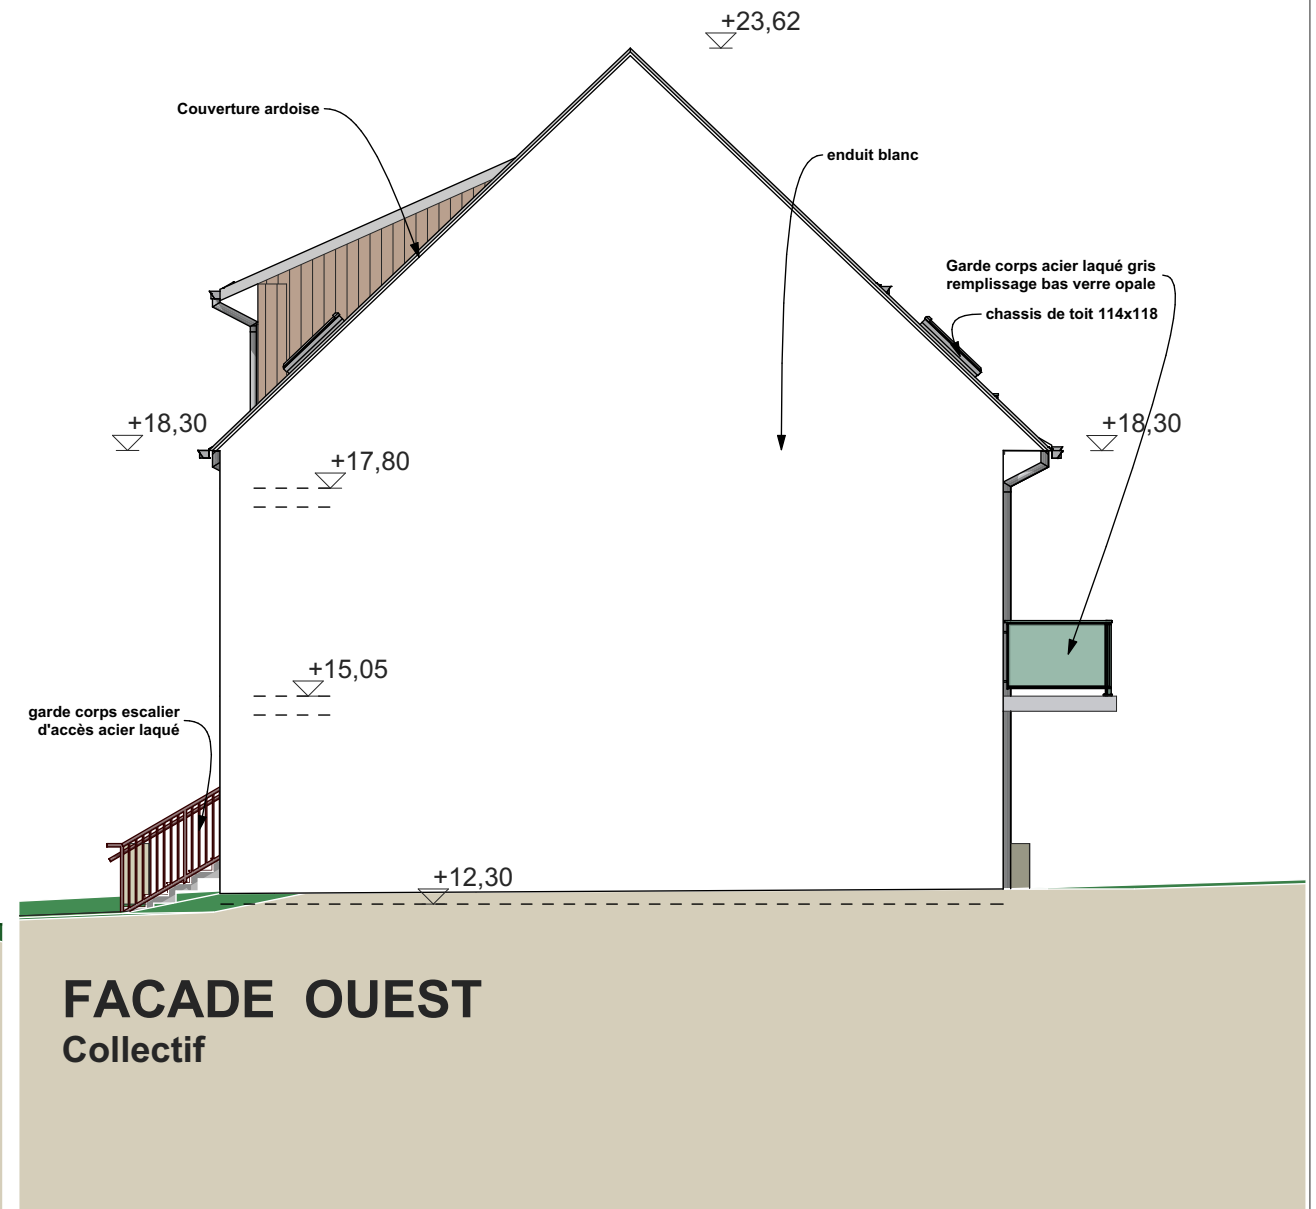 +23,62
Couverture ardoise
enduit blanc
Garde corps acier laqué gris
remplissage bas verre opale
chassis de toit 114x118
+18,30
+18,30
+17,80
+15,05
garde corps escalier
d'accès acier laqué
+12,30
FACADE OUEST
Collectif